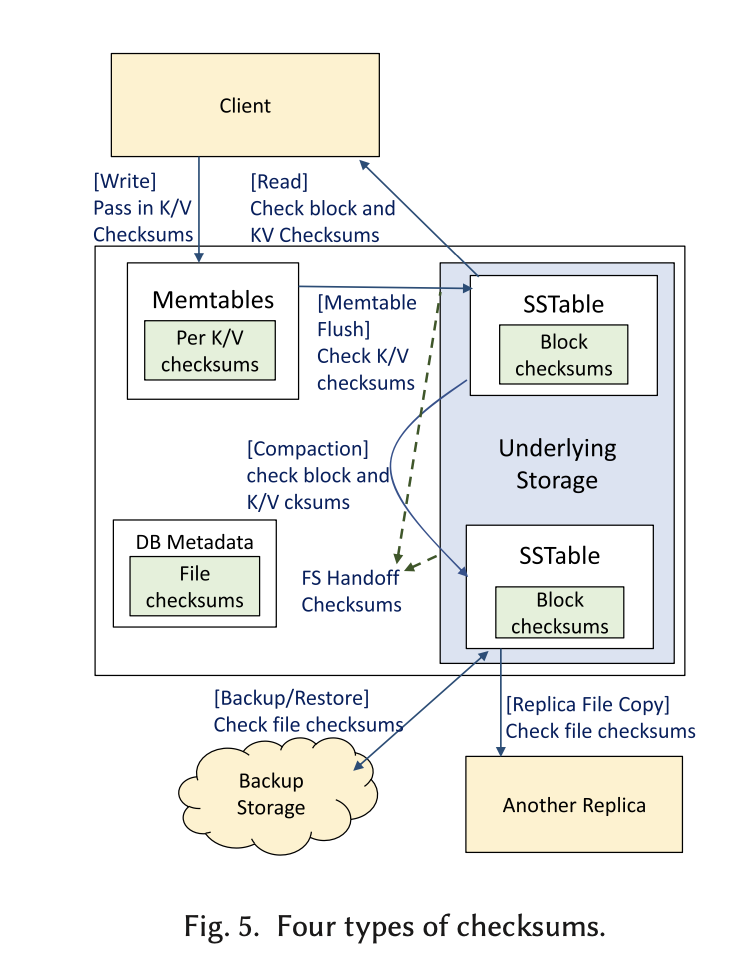 Client
[Write]
Pass in K/V
Checksums
[Read]
Check block and
KV Checksums
Memtables
Per K/V
checksums
[Memtable
Flush]
Check K/V
checksums
SSTable
Block
checksums
Underlying
Storage
[Compaction]
check block and
K/V cksums
DB Metadata
File
checksums
FS Handoff
Checksums
SSTable
Block
checksums
[Backup/Restore]
Check file checksums
[Replica File Copy]
Check file checksums
Backup
Storage
Another Replica
Fig. 5. Four types of checksums.